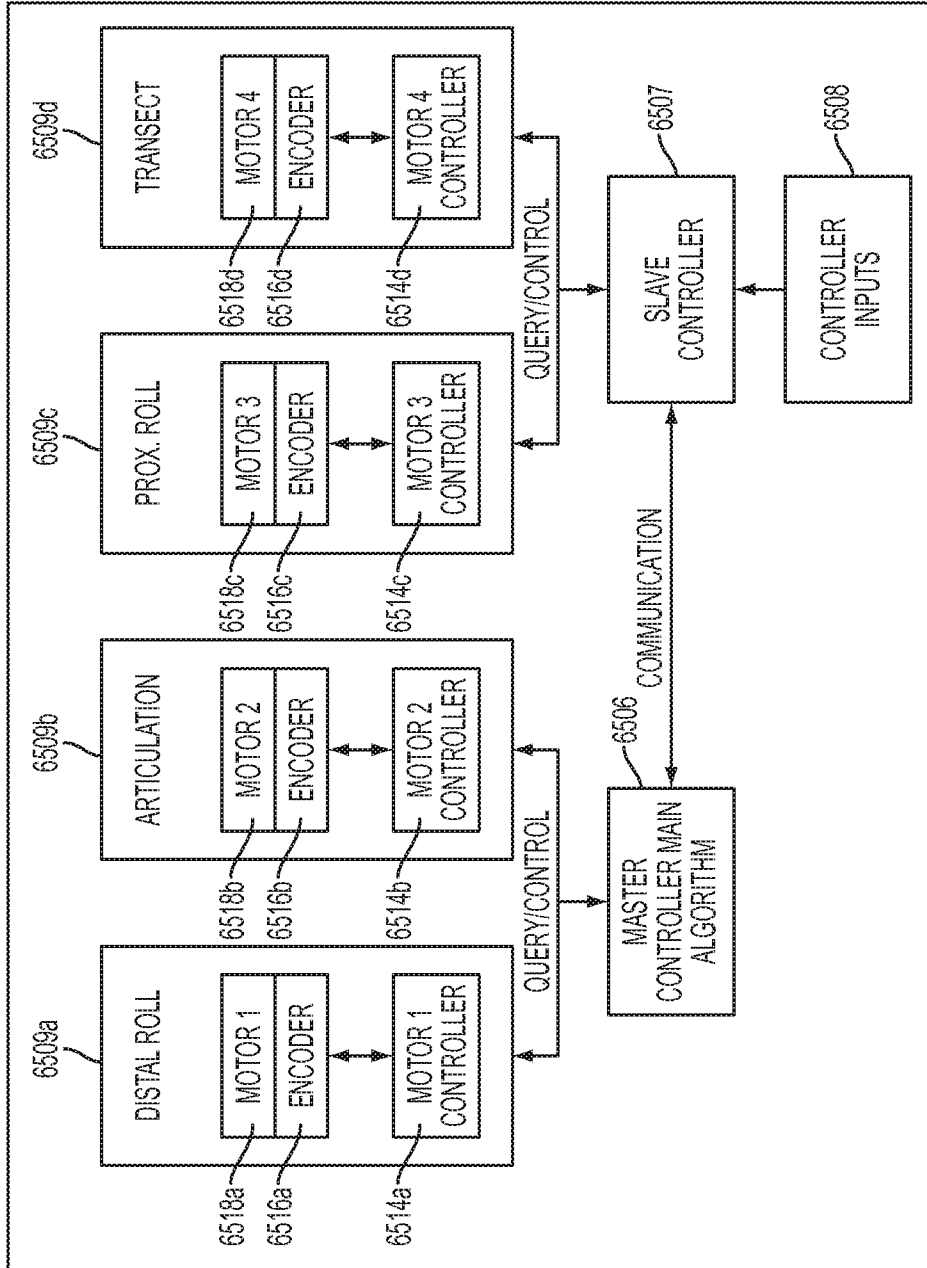 6509a
DISTAL ROLL
6518a
MOTOR 1
6516a
ENCODER
6514a
MOTOR 1
CONTROLLER
6509b
ARTICULATION
6518b
MOTOR 2
6516b
ENCODER
6514b
MOTOR 2
CONTROLLER
6509c
PROX. ROLL
6518c
MOTOR 3
6516c
ENCODER
6514c
MOTOR 3
CONTROLLER
6509d
TRANSECT
6518d
MOTOR 4
6516d
ENCODER
6514d
MOTOR 4
CONTROLLER
QUERY/CONTROL
QUERY/CONTROL
6506
MASTER
CONTROLLER MAIN
ALGORITHM
COMMUNICATION
SLAVE
CONTROLLER
6507
CONTROLLER
INPUTS
6508